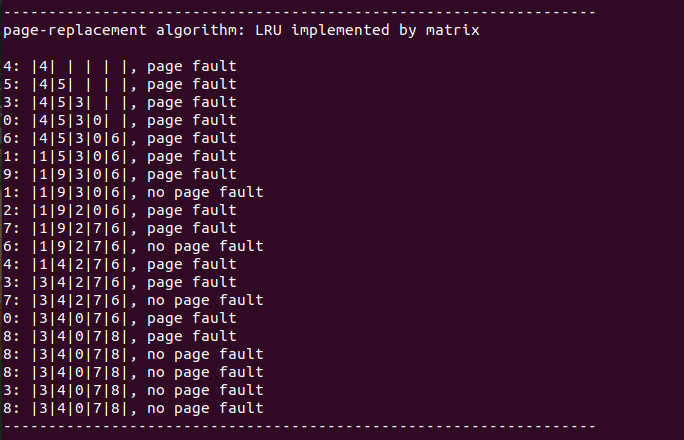 ------------------------------------------------------------------
page-replacement algorithm: LRU implemented by matrix
4: |4| | | | |, page fault
5: |4|5| | | |, page fault
3: |4|5|3| | |, page fault
0: |4|5|3|0| |, page fault
6: |4|5|3|0|6|, page fault
1: |1|5|3|0|6|, page fault
9: |1|9|3|0|6|, page fault
1: |1|9|3|0|6|, no page fault
2: |1|9|2|0|6|, page fault
7: |1|9|2|7|6|, page fault
6: |1|9|2|7|6|, no page fault
4: |1|4|2|7|6|, page fault
3: |3|4|2|7|6|, page fault
7: |3|4|2|7|6|, no page fault
0: |3|4|0|7|6|, page fault
8: |3|4|0|7|8|, page fault
8: |3|4|0|7|8|, no page fault
8: |3|4|0|7|8|, no page fault
3: |3|4|0|7|8|, no page fault
8: |3|4|0|7|8|, no page fault
------------------------------------------------------------------